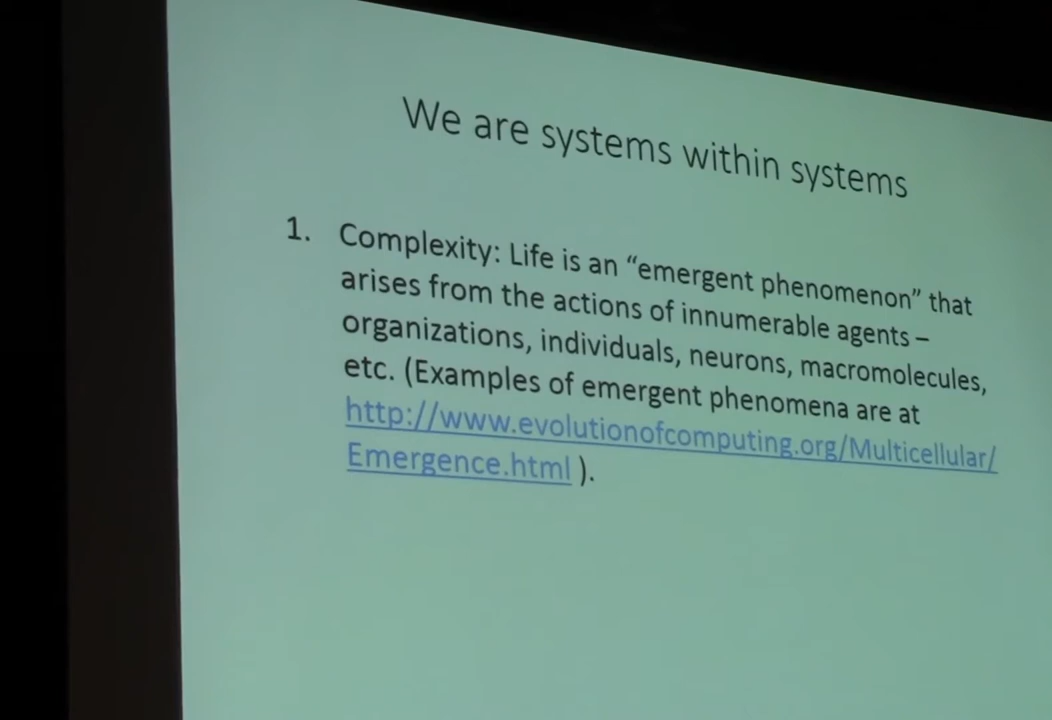 We are systems within systems
1. Complexity: Life is an “emergent phenomenon” that
arises from the actions of innumerable agents –
organizations, individuals, neurons, macromolecules,
etc. (Examples of emergent phenomena are at
http://www.evolutionofcomputing.org/Multicellular/
Emergence.html ).